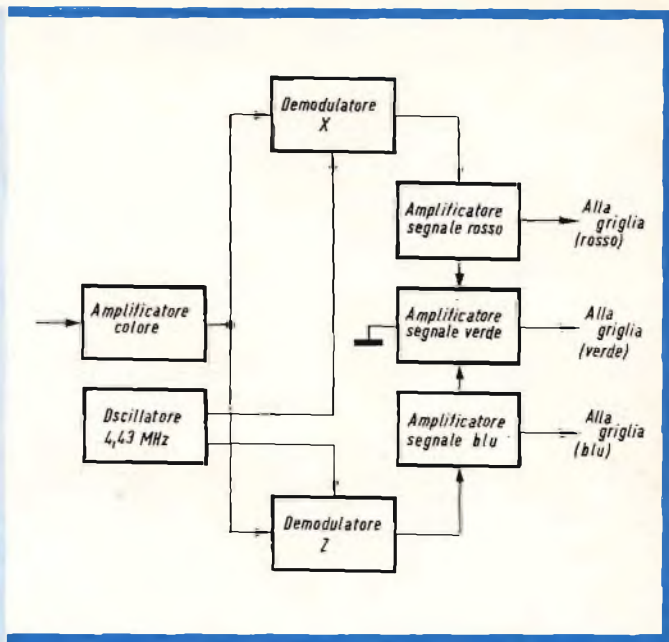 Demodulatore
X
Amplificatore
segnale rosso
Alla
griglia
(rosso)
Amplificatore
colore
Amplificatore
segnale verde
Alla
griglia
(verde)
Oscillatore
4,43 MHz
Amplificatore
segnale blu
Alla
griglia
(blu)
Demodulatore
Z